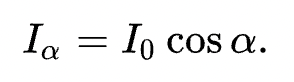 I_α = I_0 cos α.